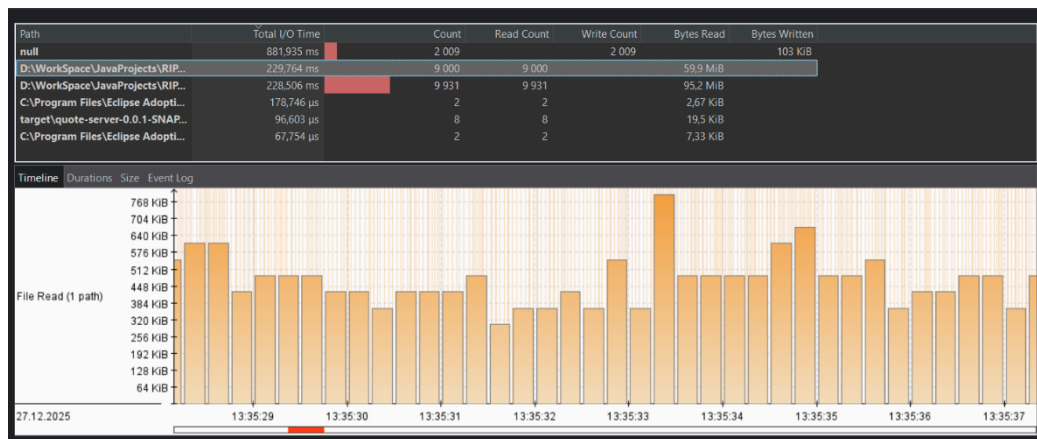 Path Total I/O Time Count Read Count Write Count Bytes Read Bytes Written
null 881,935 ms 2 009 2 009 103 KiB
D:\WorkSpace\JavaProjects\RIP... 229,764 ms 9 000 9 000 59,9 MiB
D:\WorkSpace\JavaProjects\RIP... 228,506 ms 9 931 9 931 95,2 MiB
C:\Program Files\Eclipse Adopti... 178,746 µs 2 2 2,67 KiB
target\quote-server-0.0.1-SNAP... 96,603 µs 8 8 19,5 KiB
C:\Program Files\Eclipse Adopti... 67,754 µs 2 2 7,33 KiB
Timeline Durations Size Event Log
768 KiB
704 KiB
640 KiB
576 KiB
512 KiB
448 KiB
File Read (1 path)
384 KiB
320 KiB
256 KiB
192 KiB
128 KiB
64 KiB
27.12.2025 13:35:29 13:35:30 13:35:31 13:35:32 13:35:33 13:35:34 13:35:35 13:35:36 13:35:37